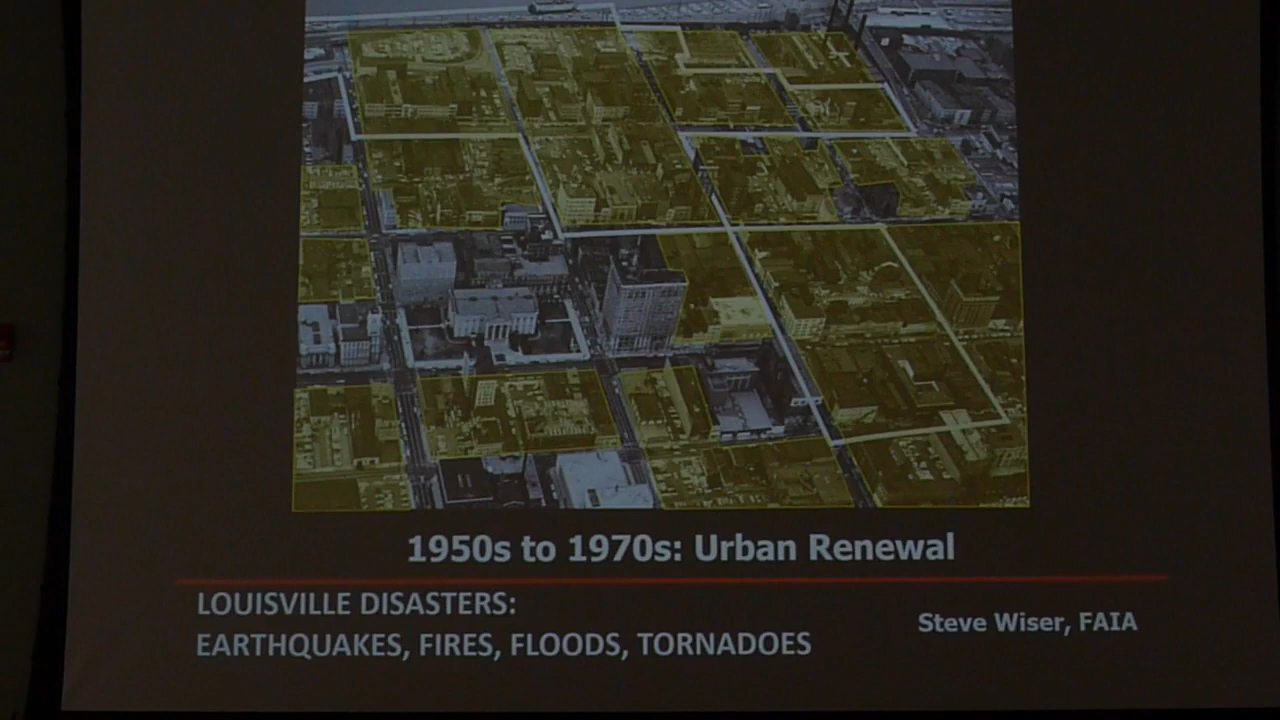 1950s to 1970s: Urban Renewal
LOUISVILLE DISASTERS:
EARTHQUAKES, FIRES, FLOODS, TORNADOES
Steve Wiser, FAIA